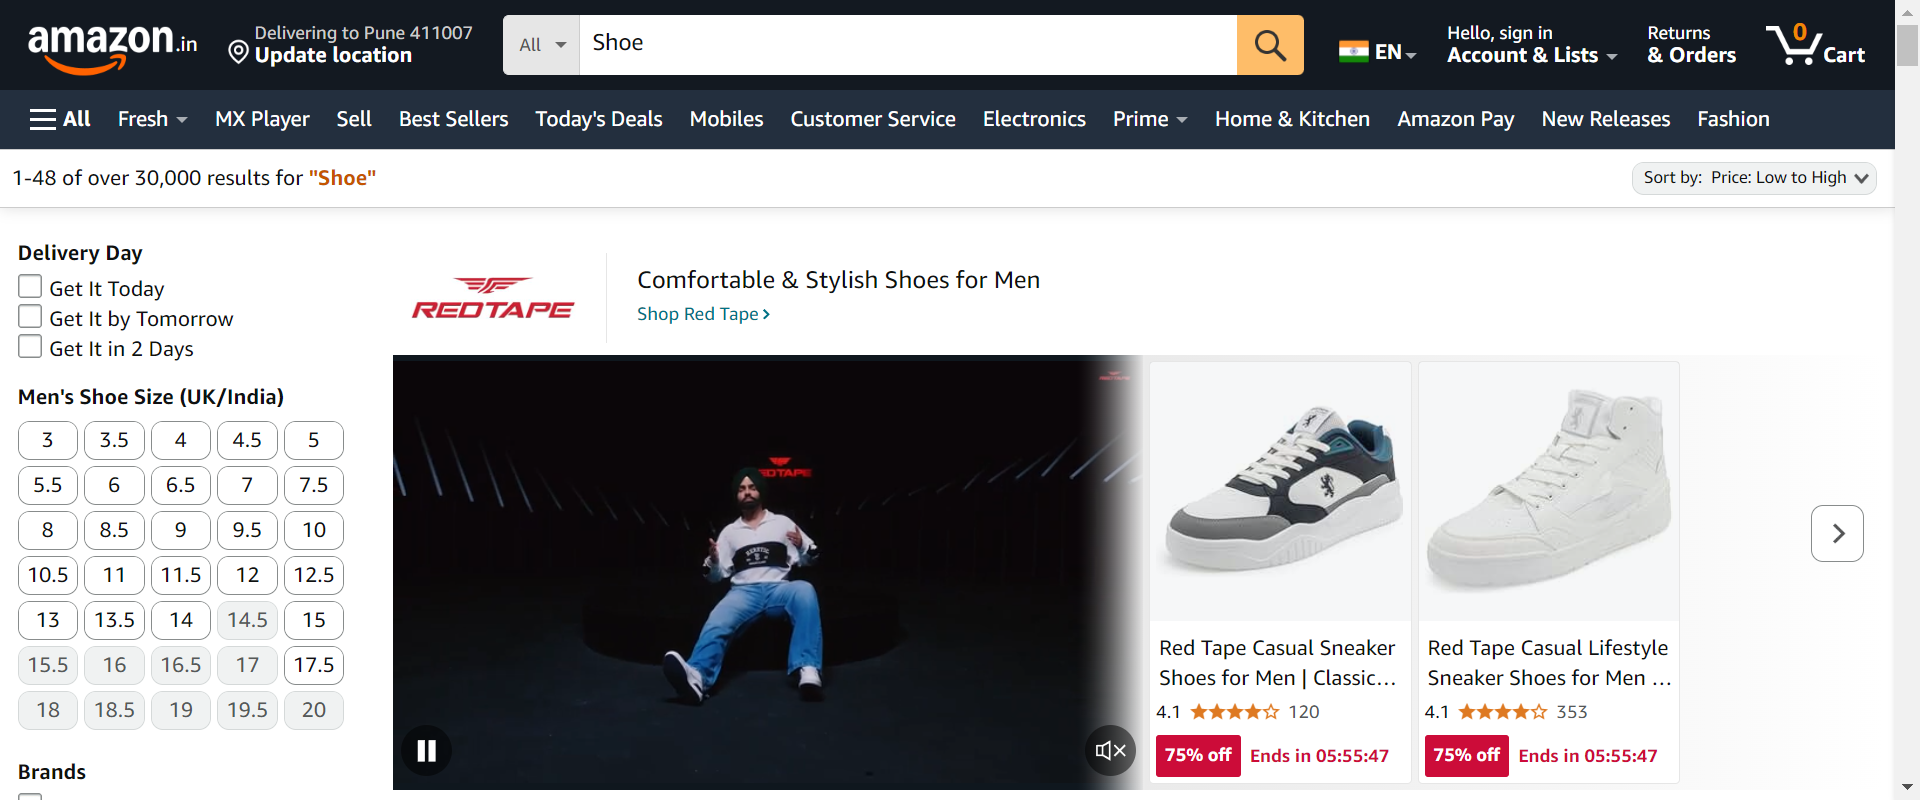 amazon.in
Delivering to Pune 411007
Update location
All
Shoe
EN
Hello, sign in
Account & Lists
Returns
& Orders
0
Cart
All
Fresh
MX Player
Sell
Best Sellers
Today's Deals
Mobiles
Customer Service
Electronics
Prime
Home & Kitchen
Amazon Pay
New Releases
Fashion
1-48 of over 30,000 results for "Shoe"
Sort by: Price: Low to High
Delivery Day
Get It Today
Get It by Tomorrow
Get It in 2 Days
Men's Shoe Size (UK/India)
3 3.5 4 4.5 5
5.5 6 6.5 7 7.5
8 8.5 9 9.5 10
10.5 11 11.5 12 12.5
13 13.5 14 14.5 15
15.5 16 16.5 17 17.5
18 18.5 19 19.5 20
Brands
REDTAPE
Comfortable & Stylish Shoes for Men
Shop Red Tape
REDTAPE
Red Tape Casual Sneaker
Shoes for Men | Classic...
4.1 120
75% off Ends in 05:55:47
Red Tape Casual Lifestyle
Sneaker Shoes for Men ...
4.1 353
75% off Ends in 05:55:47